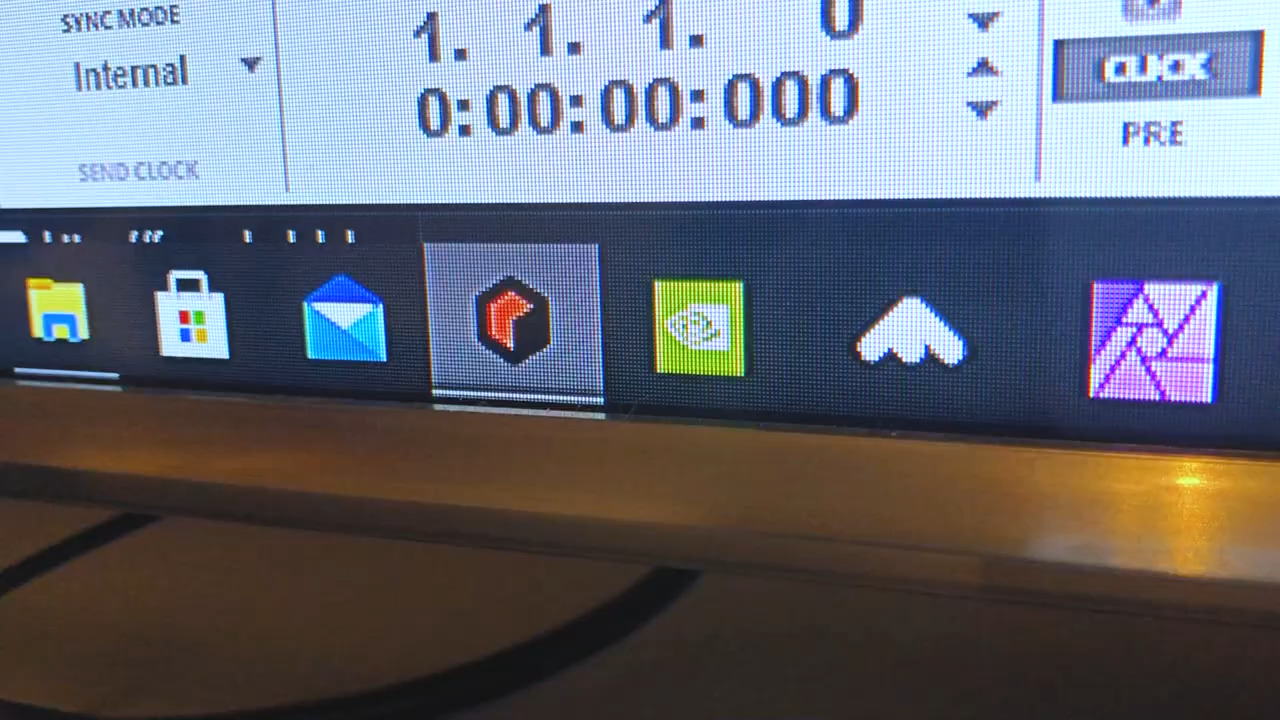 SYNC MODE
1. 1. 1. 0
Internal
0:00:00:000
CLICK
PRE
SEND CLOCK